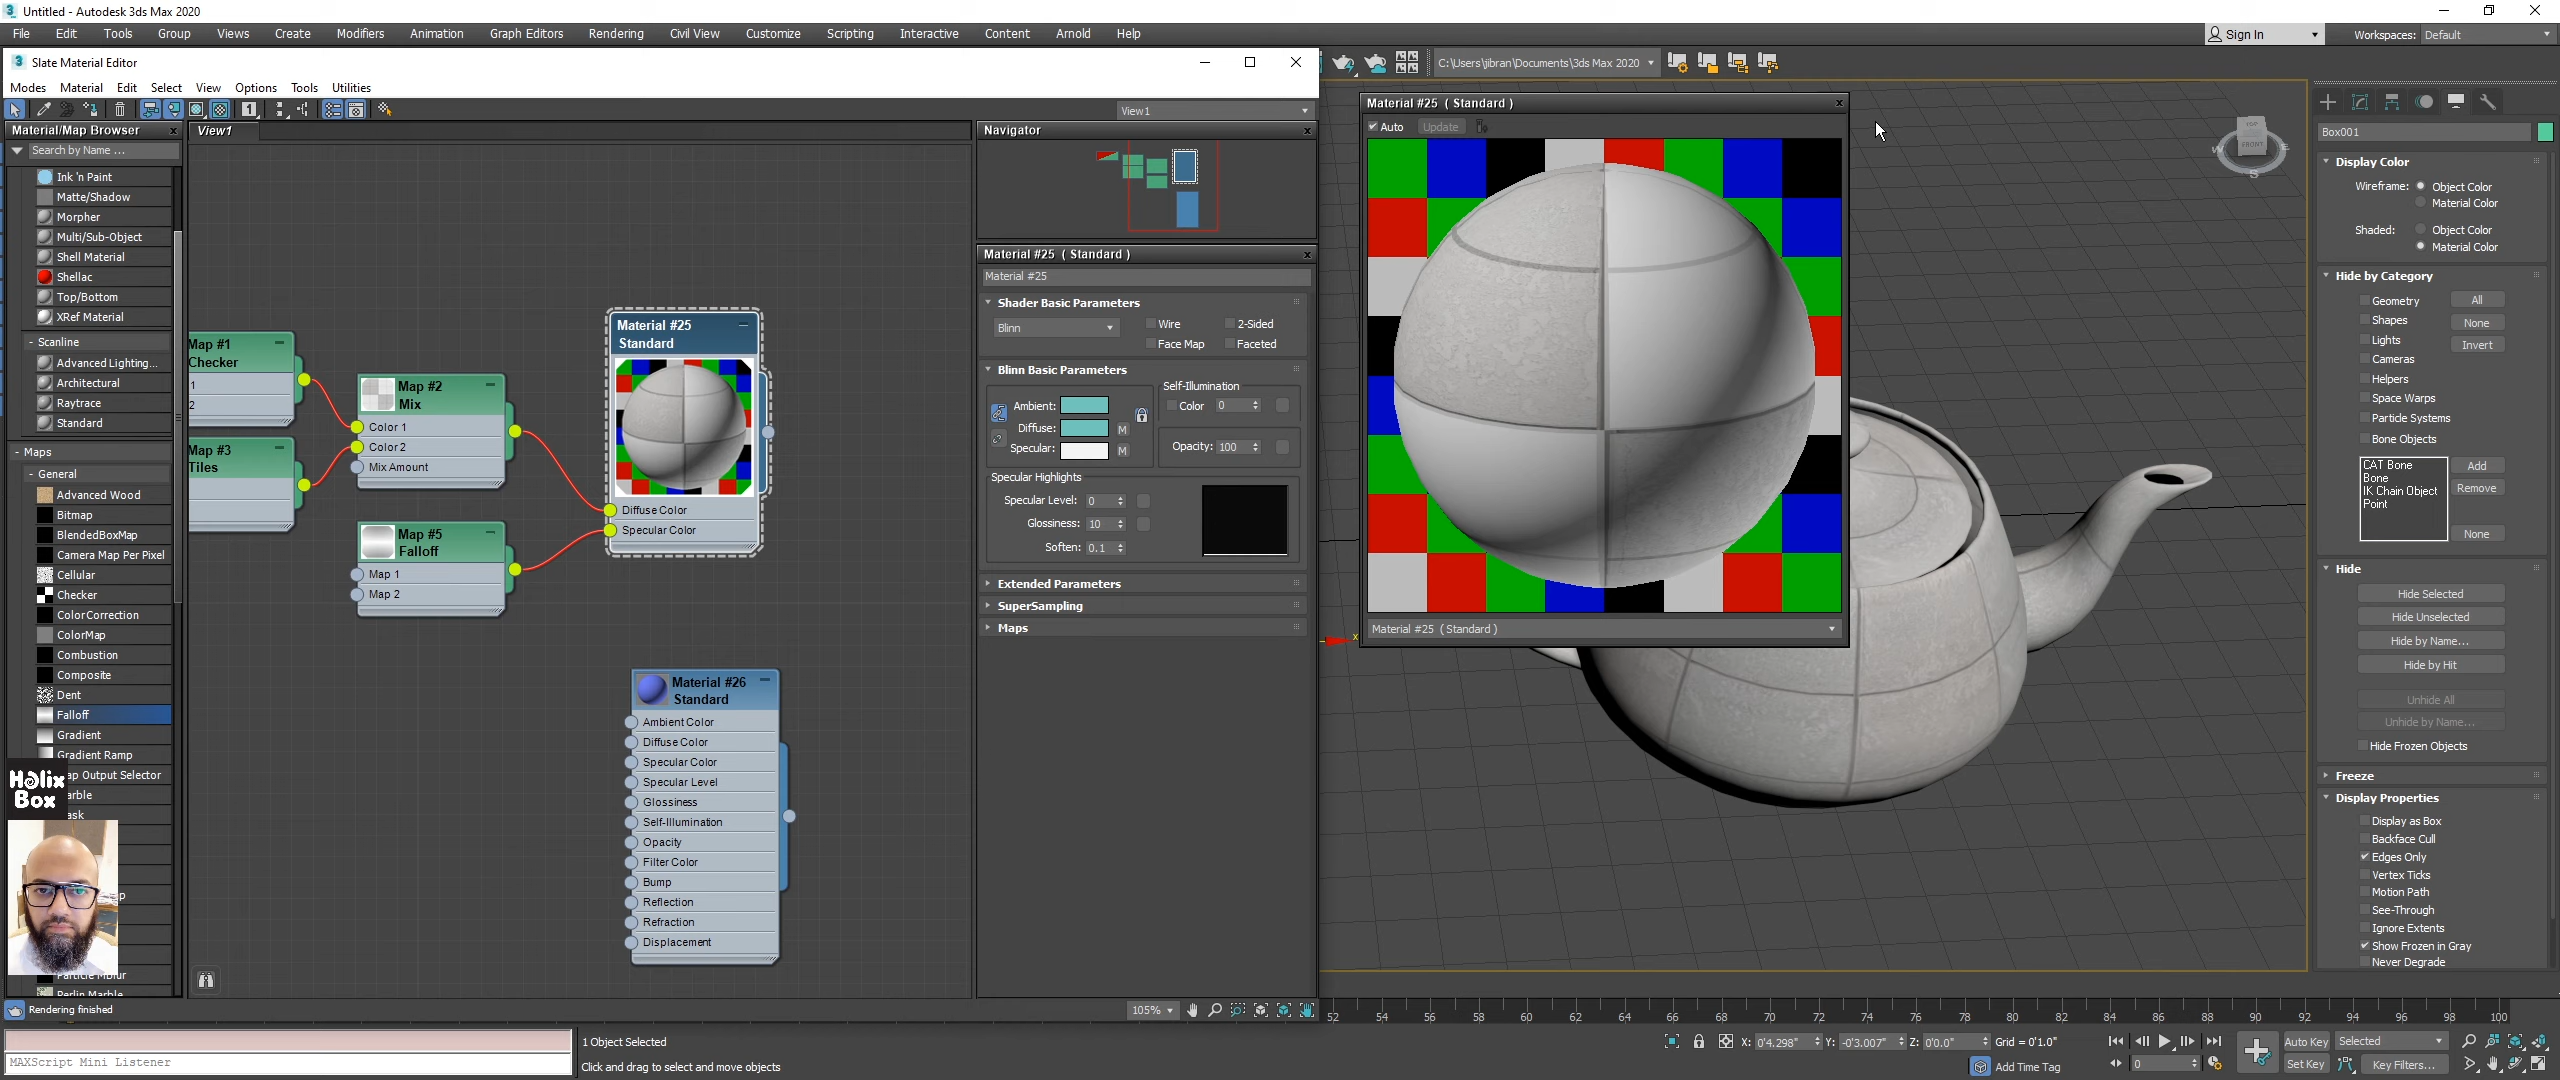 Untitled - Autodesk 3ds Max 2020
File Edit Tools Group Views Create Modifiers Animation Graph Editors Rendering Civil View Customize Scripting Interactive Content Arnold Help
Sign In
Workspaces: Default
Slate Material Editor
C:\Users\jibran\Documents\3ds Max 2020
Modes Material Edit Select View Options Tools Utilities
View1
Material/Map Browser
View1
Navigator
Search by Name ...
Ink 'n Paint
Matte/Shadow
Morpher
Multi/Sub-Object
Shell Material
Shellac
Top/Bottom
XRef Material
- Scanline
Advanced Lighting...
Architectural
Raytrace
Standard
- Maps
- General
Advanced Wood
Bitmap
BlendedBoxMap
Camera Map Per Pixel
Cellular
Checker
ColorCorrection
ColorMap
Combustion
Composite
Dent
Falloff
Gradient
Gradient Ramp
ap Output Selector
arble
ask
Halix
Box
Perlin Marble
Map #1
Checker
1
2
Map #3
Tiles
Map #2
Mix
Color 1
Color 2
Mix Amount
Map #5
Falloff
Map 1
Map 2
Material #25
Standard
Diffuse Color
Specular Color
Material #26
Standard
Ambient Color
Diffuse Color
Specular Color
Specular Level
Glossiness
Self-Illumination
Opacity
Filter Color
Bump
Reflection
Refraction
Displacement
Material #25 ( Standard )
Material #25
Shader Basic Parameters
Blinn
Wire
2-Sided
Face Map
Faceted
Blinn Basic Parameters
Self-Illumination
Ambient:
Color 0
Diffuse: M
Specular: M
Opacity: 100
Specular Highlights
Specular Level: 0
Glossiness: 10
Soften: 0.1
Extended Parameters
SuperSampling
Maps
Material #25 ( Standard )
Auto
Update
Material #25 ( Standard )
x
W
E
S
FRONT
Box001
Display Color
Wireframe: Object Color
Material Color
Shaded: Object Color
Material Color
Hide by Category
Geometry All
Shapes
None
Lights
Invert
Cameras
Helpers
Space Warps
Particle Systems
Bone Objects
CAT Bone
Bone
IK Chain Object
Point
Add
Remove
None
Hide
Hide Selected
Hide Unselected
Hide by Name...
Hide by Hit
Unhide All
Unhide by Name...
Hide Frozen Objects
Freeze
Display Properties
Display as Box
Backface Cull
Edges Only
Vertex Ticks
Motion Path
See-Through
Ignore Extents
Show Frozen in Gray
Never Degrade
Rendering finished
105%
52 54 56 58 60 62 64 66 68 70 72 74 76 78 80 82 84 86 88 90 92 94 96 98 100
MAXScript Mini Listener
1 Object Selected
Click and drag to select and move objects
X: 0'4.298" Y: -0'3.007" Z: 0'0.0" Grid = 0'1.0"
Add Time Tag
0
Auto Key Selected
Set Key Key Filters...